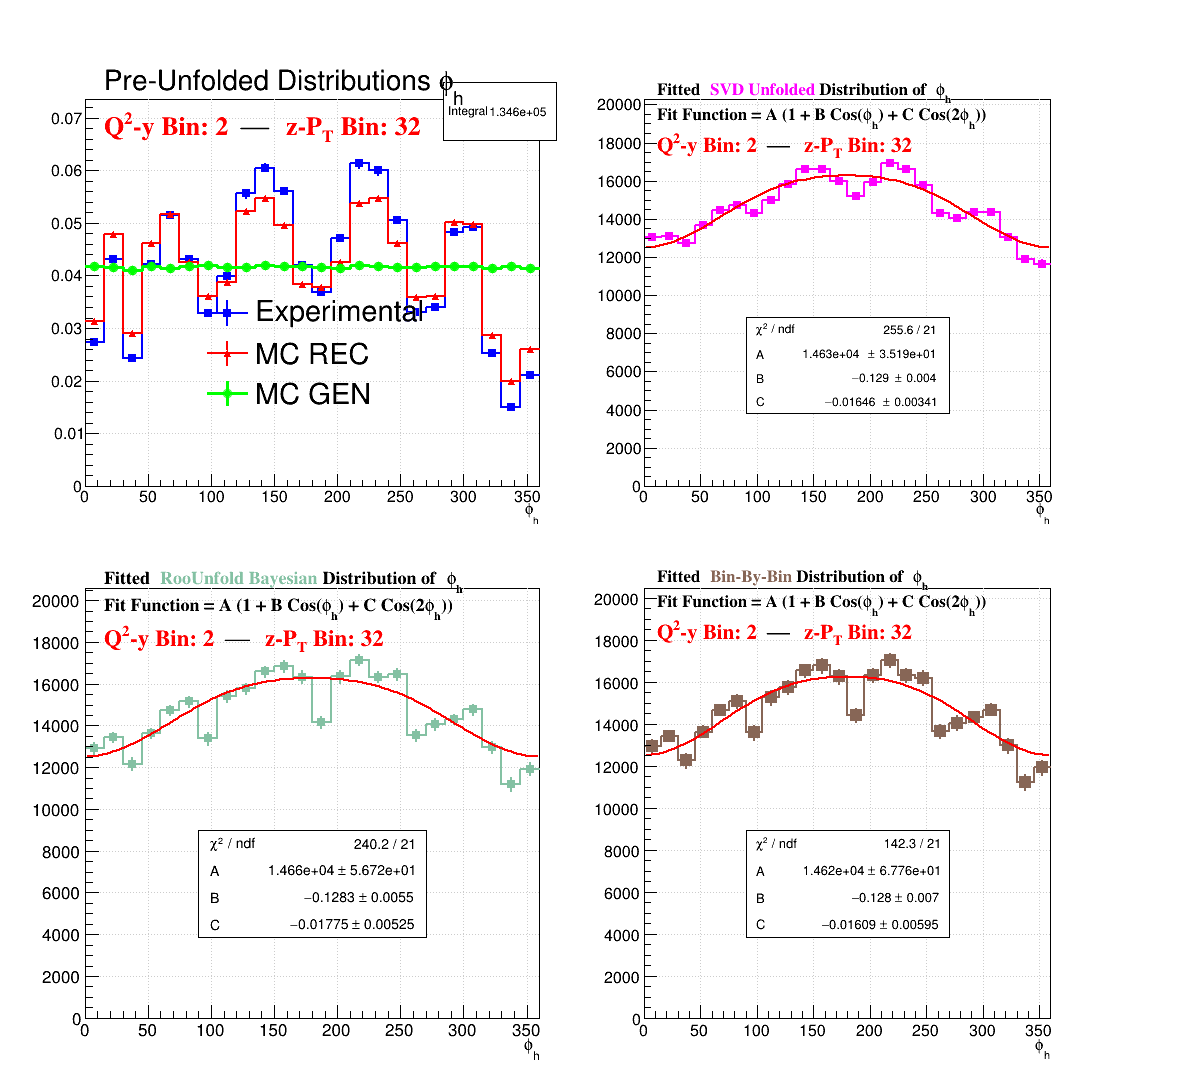 Pre-Unfolded Distributions ϕh
Integral 1.346e+05
Q²-y Bin: 2 — z-PT Bin: 32
0.07
0.06
0.05
0.04
0.03
0.02
0.01
0
Experimental
MC REC
MC GEN
0 50 100 150 200 250 300 350
ϕh
Fitted SVD Unfolded Distribution of ϕh
Fit Function = A (1 + B Cos(ϕh) + C Cos(2ϕh))
Q²-y Bin: 2 — z-PT Bin: 32
20000
18000
16000
14000
12000
10000
8000
6000
4000
2000
0
χ² / ndf 255.6 / 21
A 1.463e+04 ± 3.519e+01
B −0.129 ± 0.004
C −0.01646 ± 0.00341
0 50 100 150 200 250 300 350
ϕh
Fitted RooUnfold Bayesian Distribution of ϕh
Fit Function = A (1 + B Cos(ϕh) + C Cos(2ϕh))
Q²-y Bin: 2 — z-PT Bin: 32
20000
18000
16000
14000
12000
10000
8000
6000
4000
2000
0
χ² / ndf 240.2 / 21
A 1.466e+04 ± 5.672e+01
B −0.1283 ± 0.0055
C −0.01775 ± 0.00525
0 50 100 150 200 250 300 350
ϕh
Fitted Bin-By-Bin Distribution of ϕh
Fit Function = A (1 + B Cos(ϕh) + C Cos(2ϕh))
Q²-y Bin: 2 — z-PT Bin: 32
20000
18000
16000
14000
12000
10000
8000
6000
4000
2000
0
χ² / ndf 142.3 / 21
A 1.462e+04 ± 6.776e+01
B −0.128 ± 0.007
C −0.01609 ± 0.00595
0 50 100 150 200 250 300 350
ϕh